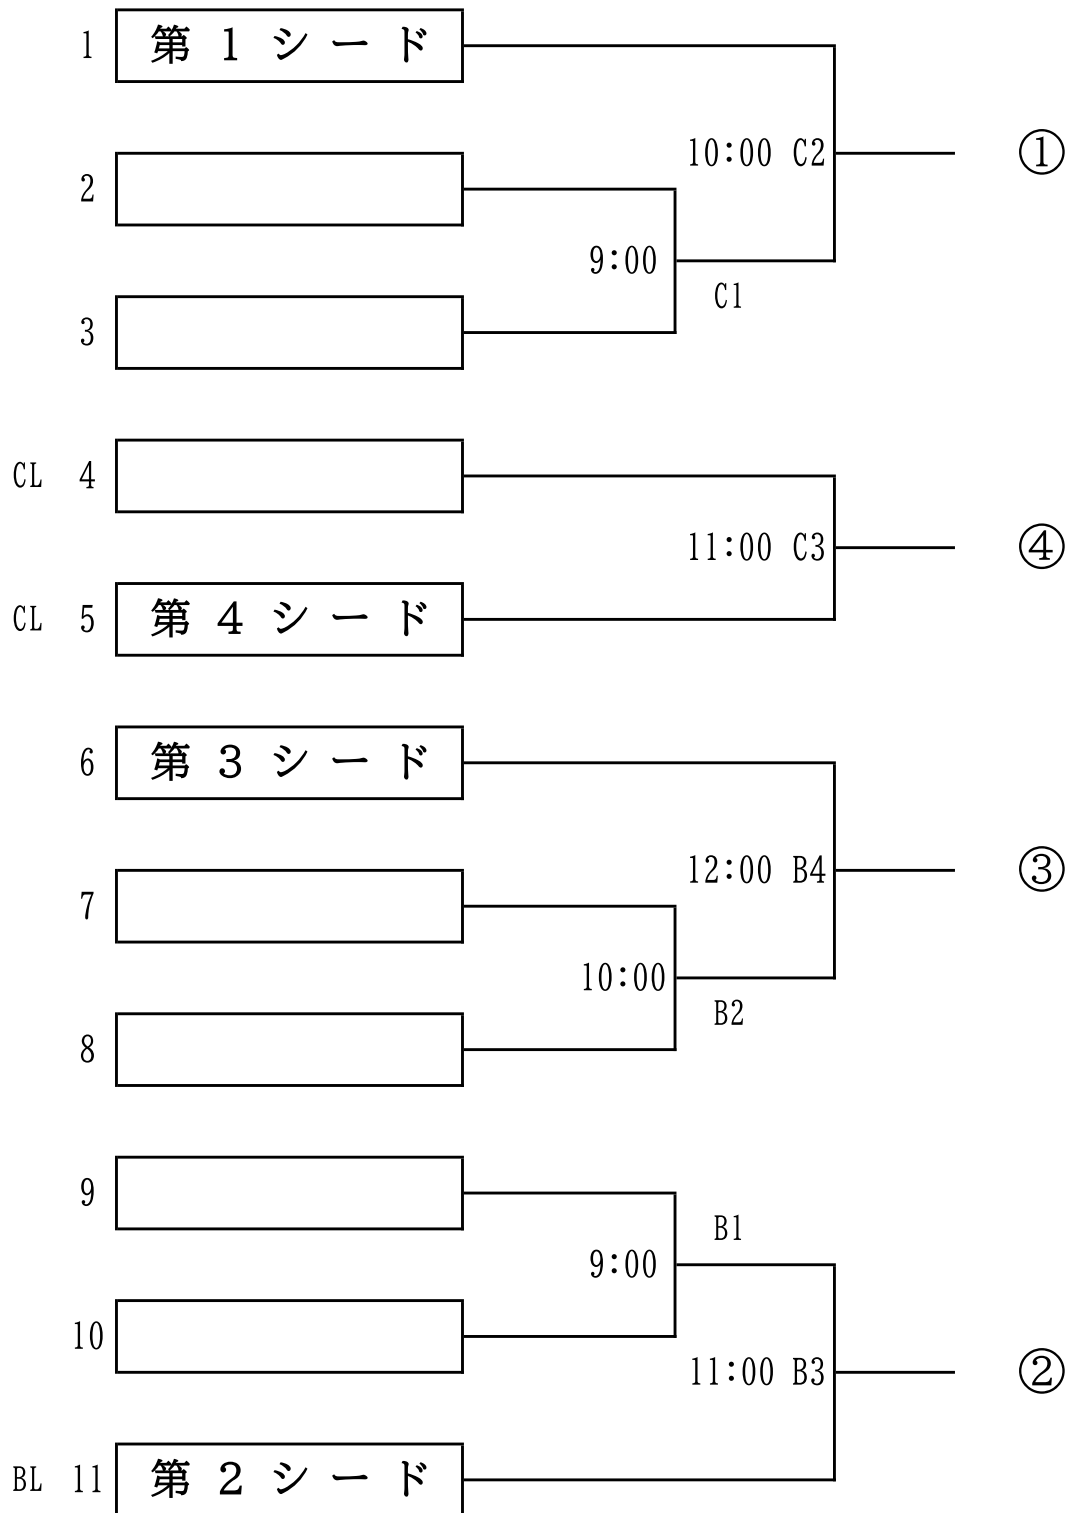 1 第1シード
10:00 C2 ①
2
9:00
C1
3
CL 4
11:00 C3 ④
CL 5 第4シード
6 第3シード
12:00 B4 ③
7
10:00
B2
8
9
B1
9:00
10
11:00 B3 ②
BL 11 第2シード